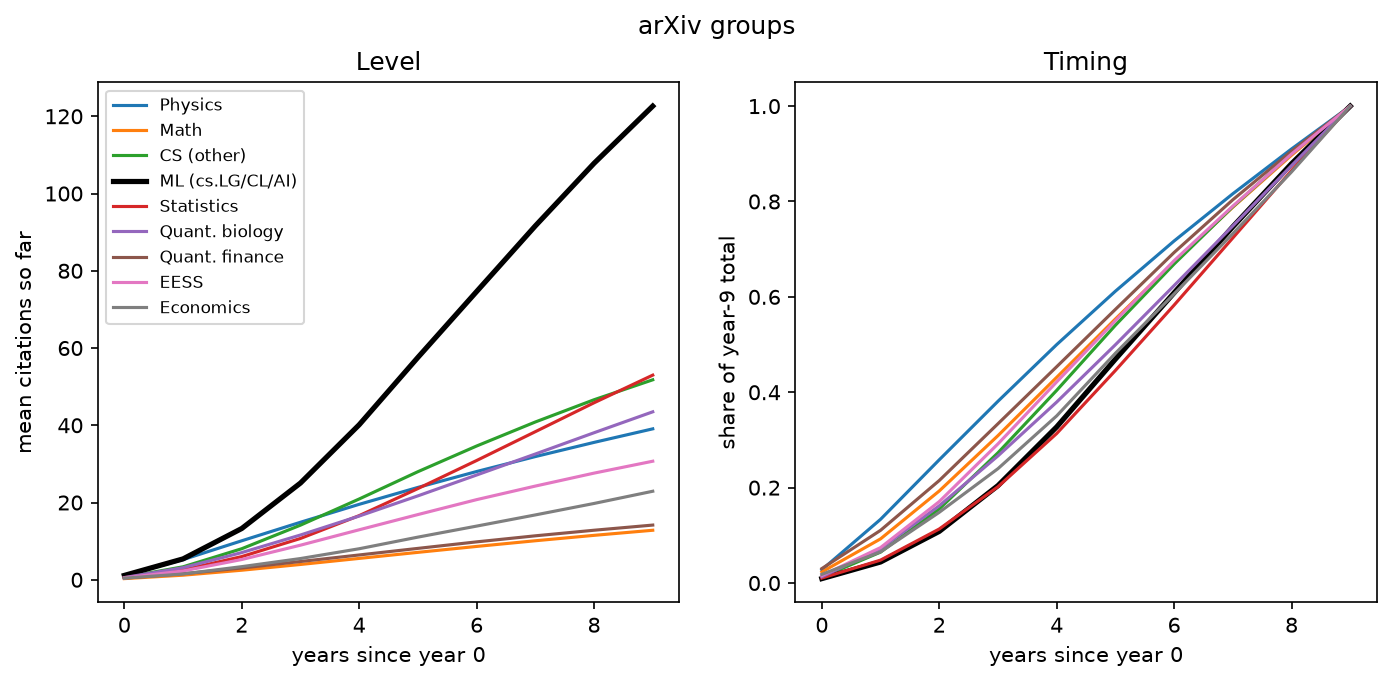 arXiv groups
Level
mean citations so far
120
100
80
60
40
20
0
Physics
Math
CS (other)
ML (cs.LG/CL/AI)
Statistics
Quant. biology
Quant. finance
EESS
Economics
0 2 4 6 8
years since year 0
Timing
share of year-9 total
1.0
0.8
0.6
0.4
0.2
0.0
0 2 4 6 8
years since year 0